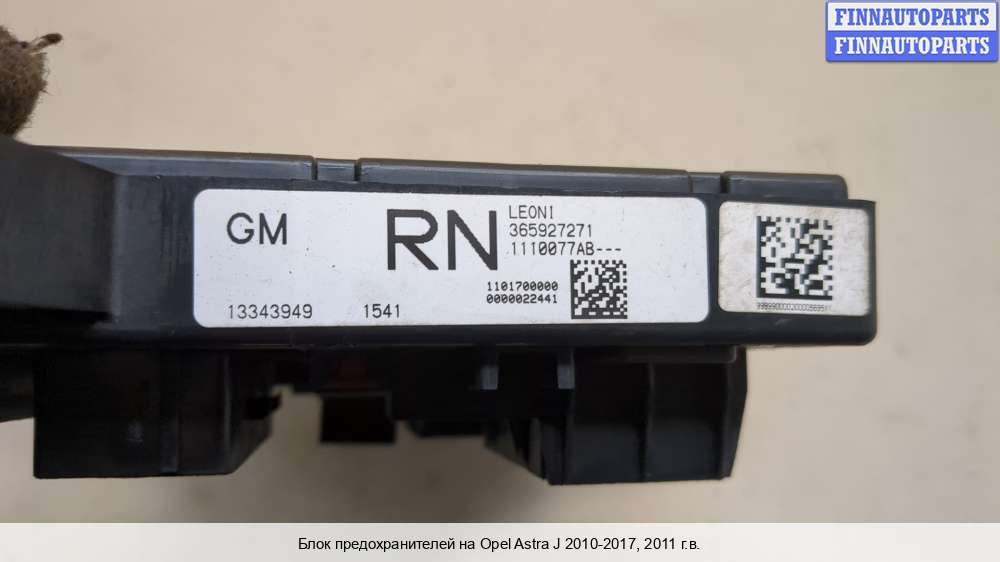 FINNAUTOPARTS
FINNAUTOPARTS
GM
RN
LEONI
365927271
1110077AB---
1101700000
0000022441
13343949
1541
Блок предохранителей на Opel Astra J 2010-2017, 2011 г.в.